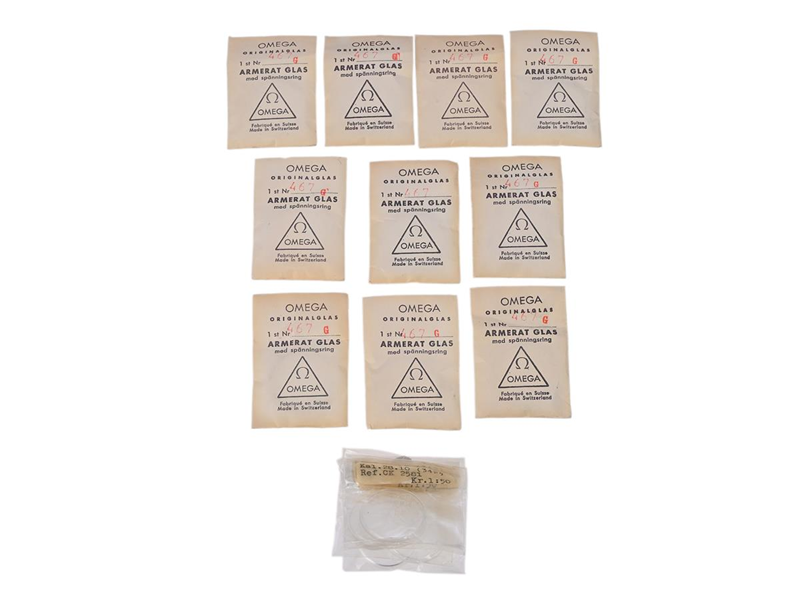 OMEGA
ORIGINALGLAS
1 st Nr 467 G
ARMERAT GLAS
med spänningsring
Ω
OMEGA
Fabriqué en Suisse
Made in Switzerland
OMEGA
ORIGINALGLAS
1 st Nr 467 G
ARMERAT GLAS
med spänningsring
Ω
OMEGA
Fabriqué en Suisse
Made in Switzerland
OMEGA
ORIGINALGLAS
1 st Nr 467 G
ARMERAT GLAS
med spänningsring
Ω
OMEGA
Fabriqué en Suisse
Made in Switzerland
OMEGA
ORIGINALGLAS
1 st Nr 467 G
ARMERAT GLAS
med spänningsring
Ω
OMEGA
Fabriqué en Suisse
Made in Switzerland
OMEGA
ORIGINALGLAS
1 st Nr 467 G
ARMERAT GLAS
med spänningsring
Ω
OMEGA
Fabriqué en Suisse
Made in Switzerland
OMEGA
ORIGINALGLAS
1 st Nr 467
ARMERAT GLAS
med spänningsring
Ω
OMEGA
Fabriqué en Suisse
Made in Switzerland
OMEGA
ORIGINALGLAS
1 st Nr 467 G
ARMERAT GLAS
med spänningsring
Ω
OMEGA
Fabriqué en Suisse
Made in Switzerland
OMEGA
ORIGINALGLAS
1 st Nr 467 G
ARMERAT GLAS
med spänningsring
Ω
OMEGA
Fabriqué en Suisse
Made in Switzerland
OMEGA
ORIGINALGLAS
1 st Nr 467 G
ARMERAT GLAS
med spänningsring
Ω
OMEGA
Fabriqué en Suisse
Made in Switzerland
OMEGA
ORIGINALGLAS
1 st Nr 467 G
ARMERAT GLAS
med spänningsring
Ω
OMEGA
Fabriqué en Suisse
Made in Switzerland
Ref.CK 2501
Kr.1:50